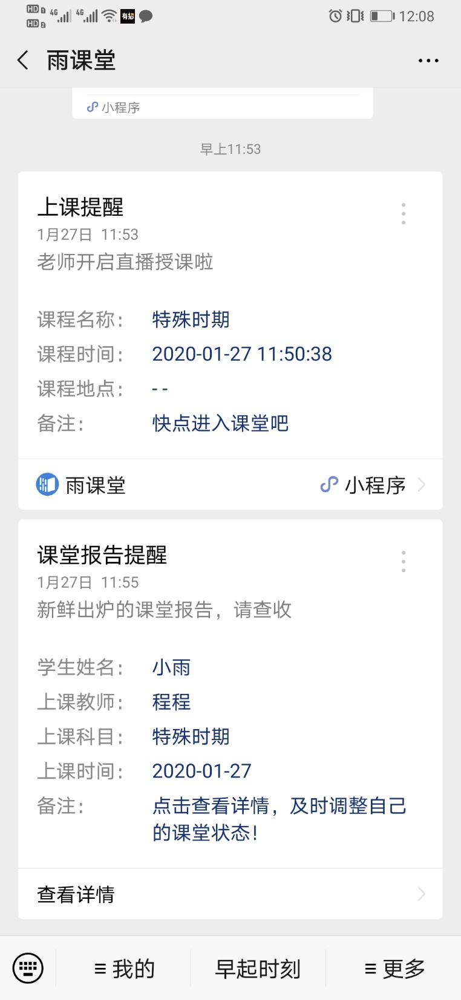 HD 1 4G 4G 有招 12:08
HD 2
雨课堂
小程序
早上11:53
上课提醒
1月27日 11:53
老师开启直播授课啦
课程名称： 特殊时期
课程时间： 2020-01-27 11:50:38
课程地点： - -
备注： 快点进入课堂吧
雨课堂 小程序
课堂报告提醒
1月27日 11:55
新鲜出炉的课堂报告，请查收
学生姓名： 小雨
上课教师： 程程
上课科目： 特殊时期
上课时间： 2020-01-27
备注： 点击查看详情，及时调整自己
的课堂状态！
查看详情
我的 早起时刻 更多